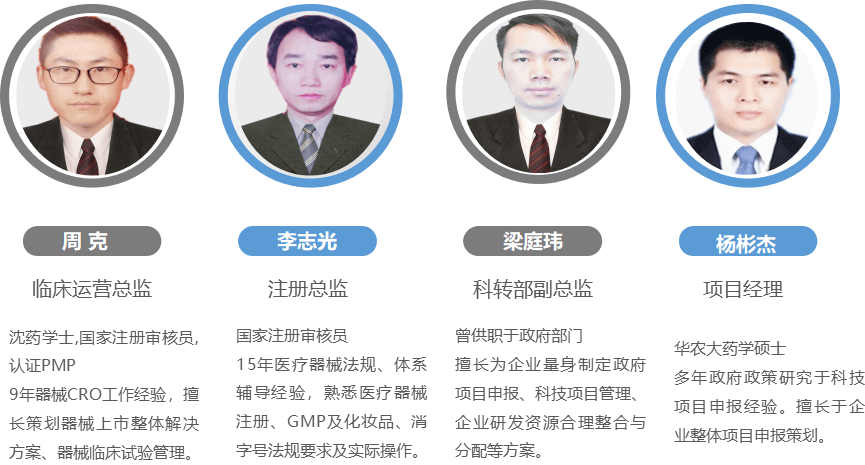 周 克
临床运营总监
沈药学士,国家注册审核员,
认证PMP
9年器械CRO工作经验，擅
长策划器械上市整体解决
方案、器械临床试验管理。
李志光
注册总监
国家注册审核员
15年医疗器械法规、体系
辅导经验，熟悉医疗器械
注册、GMP及化妆品、消
字号法规要求及实际操作。
梁庭玮
科转部副总监
曾供职于政府部门
擅长为企业量身制定政府
项目申报、科技项目管理、
企业研发资源合理整合与
分配等方案。
杨彬杰
项目经理
华农大药学硕士
多年政府政策研究于科技
项目申报经验。擅长于企
业整体项目申报策划。